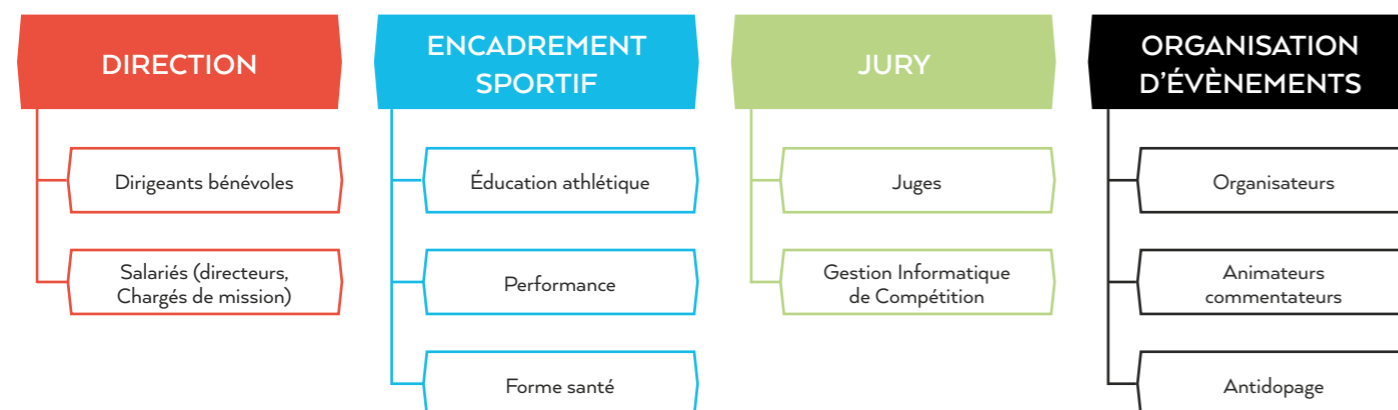 DIRECTION
Dirigeants bénévoles
Salariés (directeurs,
Chargés de mission)
ENCADREMENT
SPORTIF
Éducation athlétique
Performance
Forme santé
JURY
Juges
Gestion Informatique
de Compétition
ORGANISATION
D’ÉVÈNEMENTS
Organisateurs
Animateurs
commentateurs
Antidopage